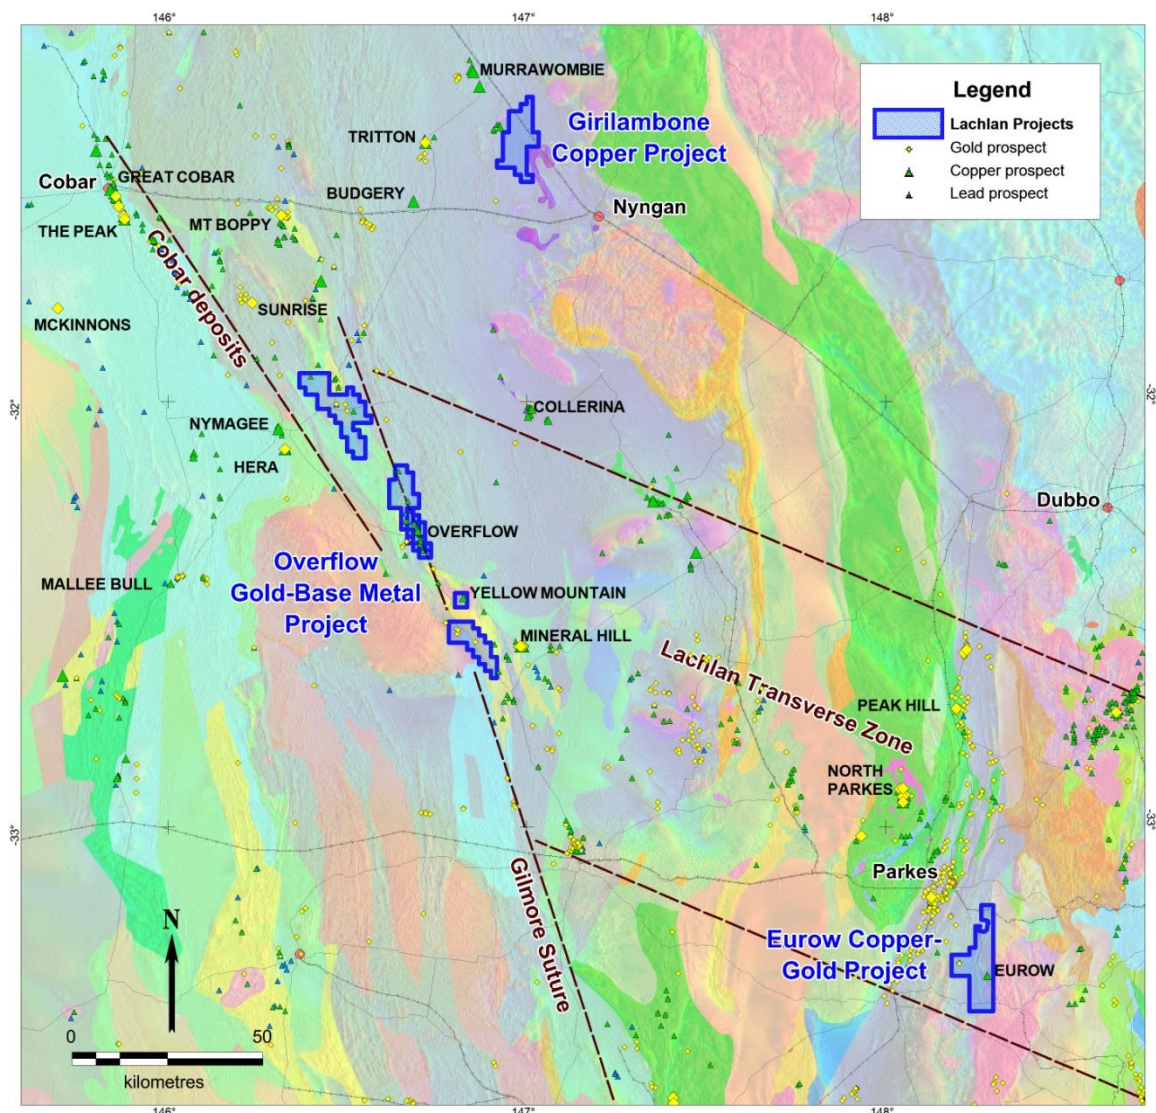 146°
147°
148°
MURRAWOMBIE
Legend
Lachlan Projects
Gold prospect
Copper prospect
Lead prospect
Girilambone
Copper Project
TRITTON
GREAT COBAR
Cobar
BUDGERY
Nyngan
MT BOPPY
THE PEAK
Cobar deposits
SUNRISE
MCKINNONS
-32°
32°
COLLERINA
NYMAGEE
HERA
Dubbo
OVERFLOW
Overflow
Gold-Base Metal
Project
MALLEE BULL
YELLOW MOUNTAIN
MINERAL HILL
Lachlan Transverse Zone
PEAK HILL
NORTH
PARKES
-33°
-33°
Parkes
Gilmore Suture
N
Eurow Copper-
Gold Project
EUROW
0
50
kilometres
146°
147°
148°